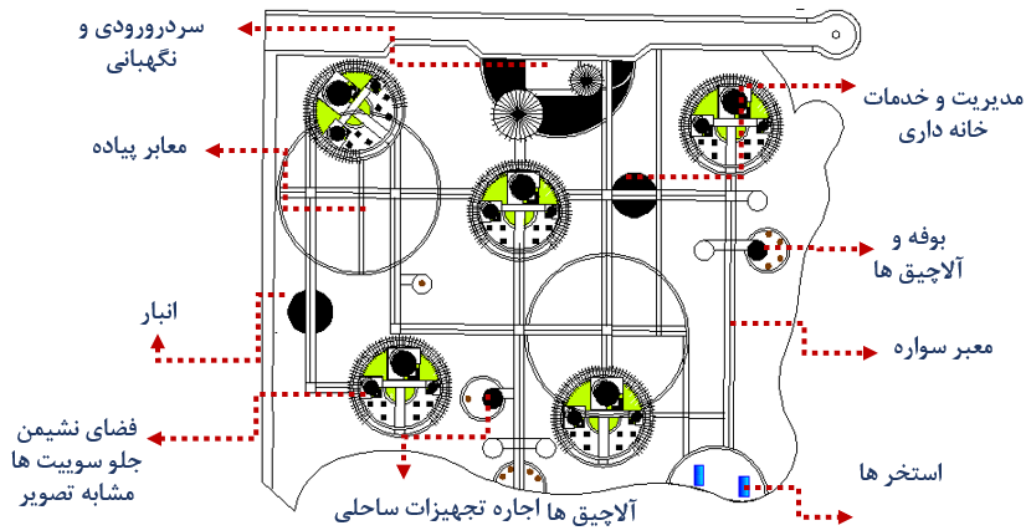 سردرورودی و
نگهبانی
مدیریت و خدمات
خانه داری
معابر پیاده
بوفه و
آلاچیق ها
انبار
معبر سواره
فضای نشیمن
جلو سوییت ها
مشابه تصویر
استخر ها
آلاچیق ها اجاره تجهیزات ساحلی